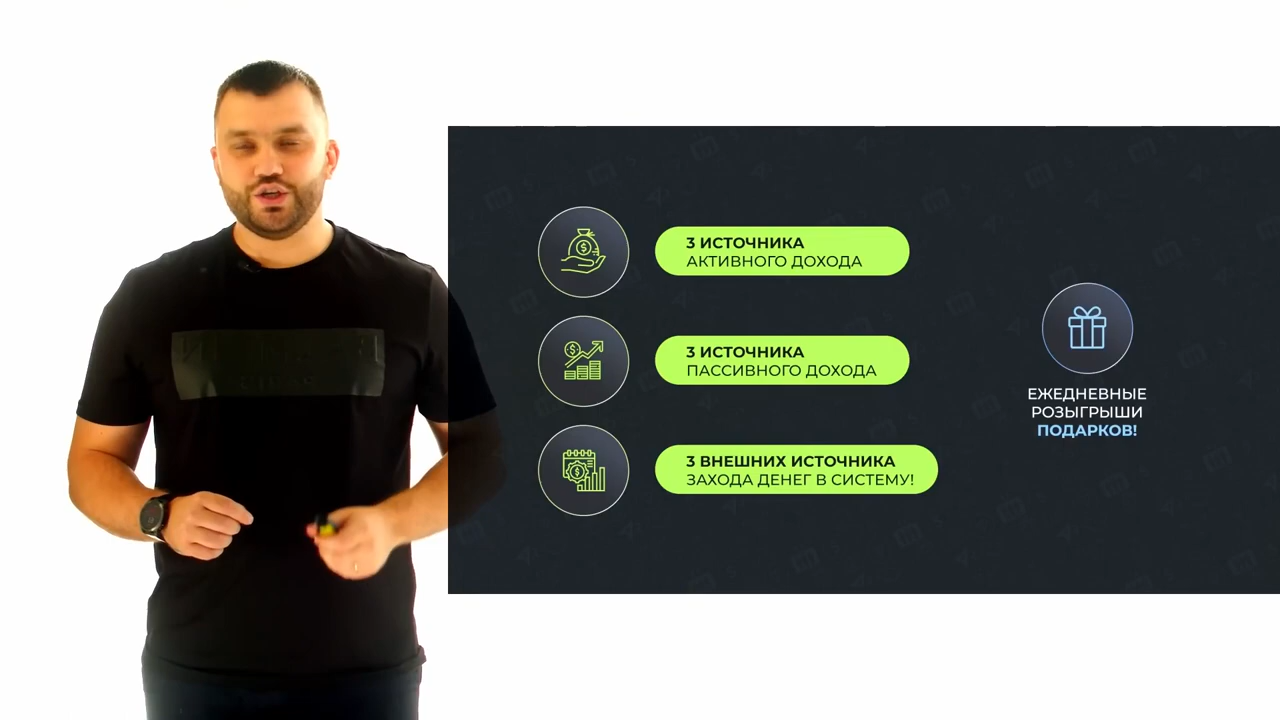 3 ИСТОЧНИКА
АКТИВНОГО ДОХОДА
3 ИСТОЧНИКА
ПАССИВНОГО ДОХОДА
3 ВНЕШНИХ ИСТОЧНИКА
ЗАХОДА ДЕНЕГ В СИСТЕМУ!
ЕЖЕДНЕВНЫЕ
РОЗЫГРЫШИ
ПОДАРКОВ!